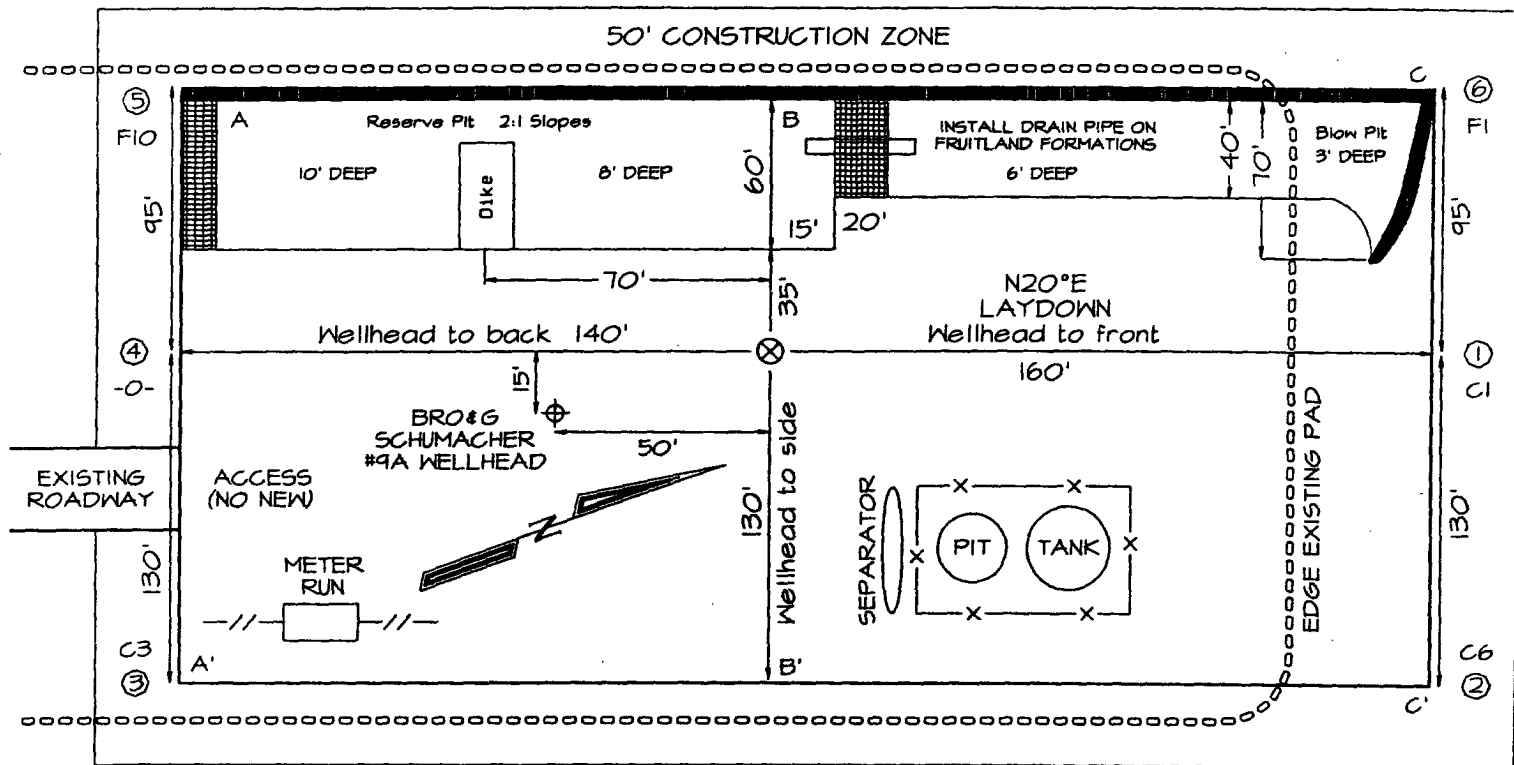 50' CONSTRUCTION ZONE
C
5
6
A
Reserve Pit 2:1 Slopes
B
INSTALL DRAIN PIPE ON
FRUITLAND FORMATIONS
Blow Pit
3' DEEP
F10
F1
10' DEEP
Dike
8' DEEP
60'
6' DEEP
40'
70'
95'
95'
15'
20'
70'
35'
N20°E
LAYDOWN
Wellhead to back 140'
Wellhead to front
160'
4
1
-0-
C1
15'
BRO&G
SCHUMACHER
#9A WELLHEAD
50'
EXISTING
ROADWAY
ACCESS
(NO NEW)
N
130'
Wellhead to side
SEPARATOR
PIT
TANK
EDGE EXISTING PAD
130'
130'
METER
RUN
C3
C6
A'
B'
3
2
C'